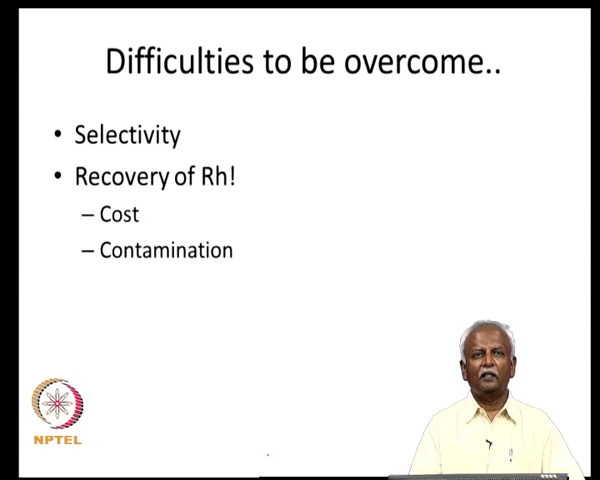 Difficulties to be overcome..
• Selectivity
• Recovery of Rh!
– Cost
– Contamination
NPTEL